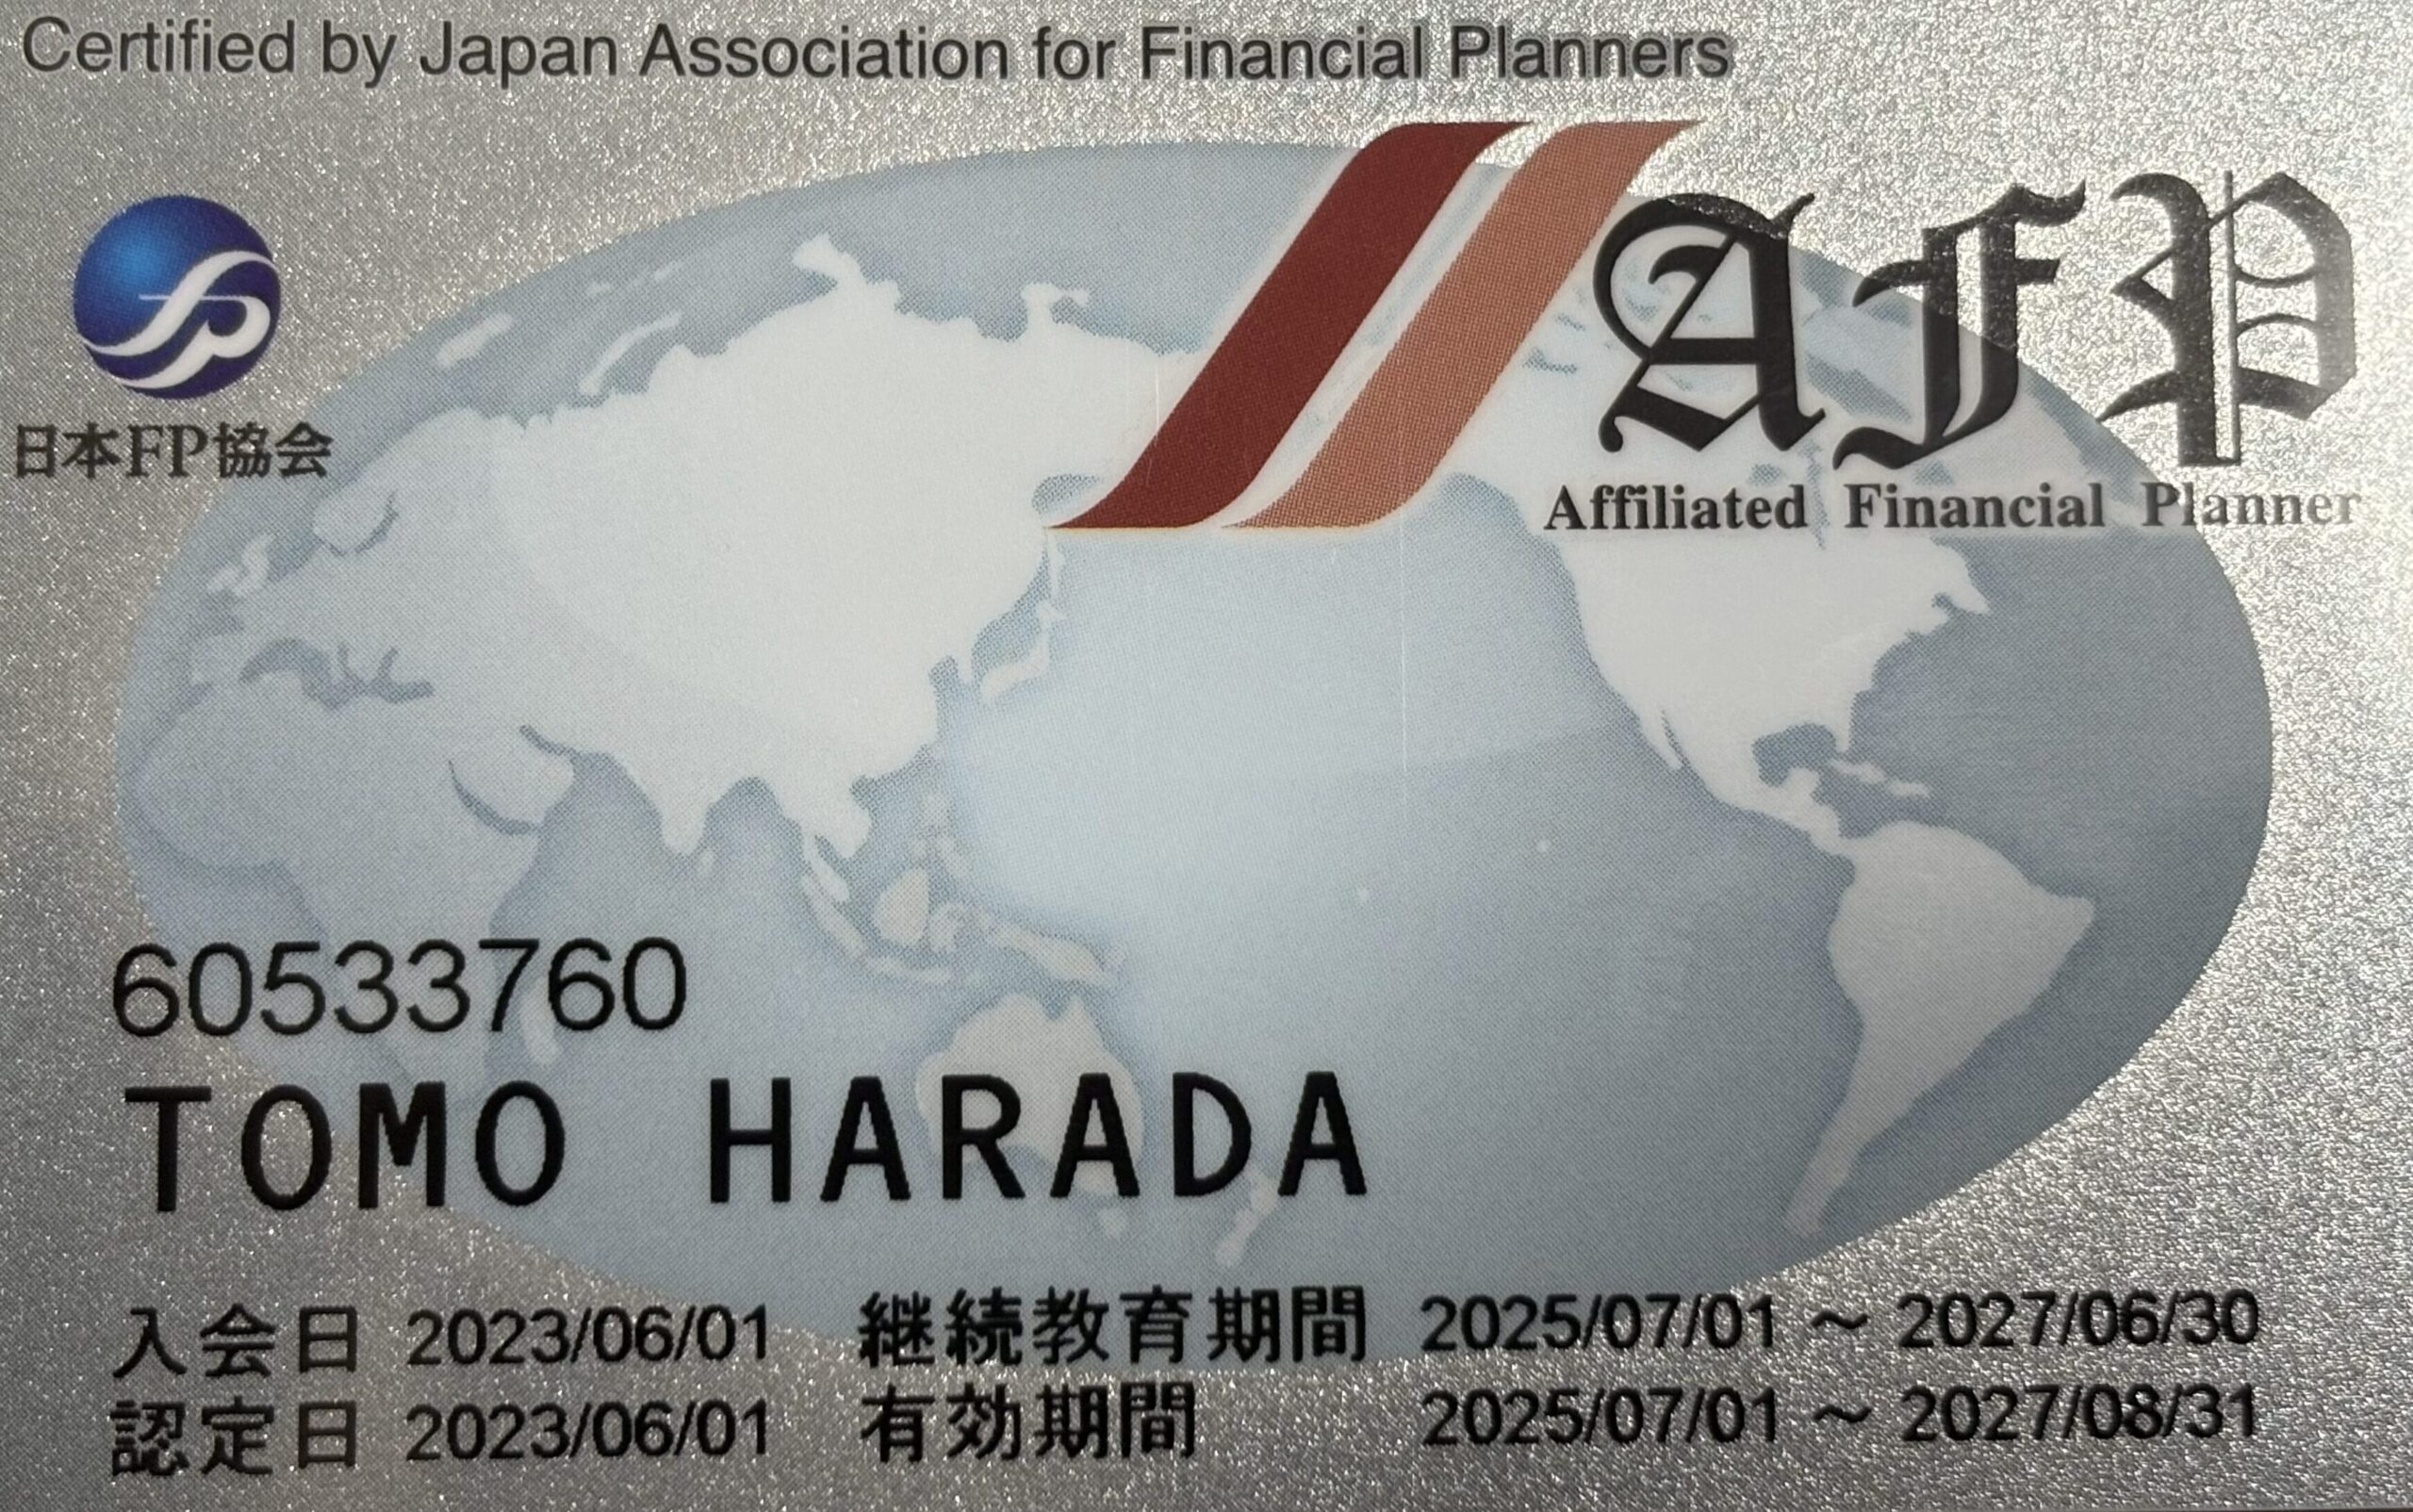 Certified by Japan Association for Financial Planners
AFP
日本FP協会
Affiliated Financial Planner
60533760
TOMO HARADA
入会日 2023/06/01 継続教育期間 2025/07/01 ～ 2027/06/30
認定日 2023/06/01 有効期間 2025/07/01 ～ 2027/08/31